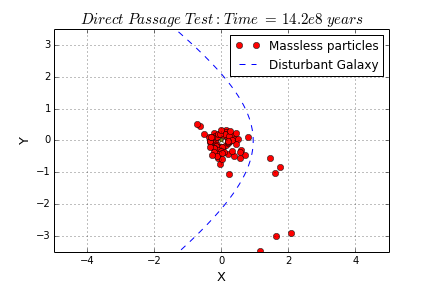 Direct Passage Test: Time = 14.2e8 years
Massless particles
Disturbant Galaxy
3
2
1
0
−1
−2
−3
Y
−4
−2
0
2
4
X